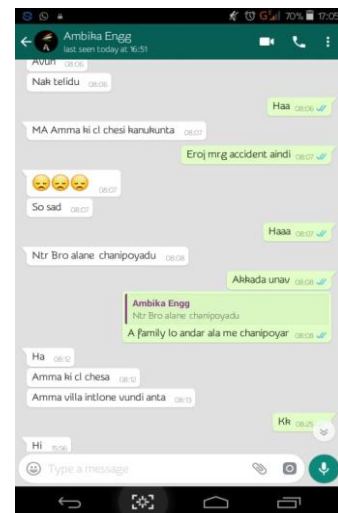 70% 17:05
Ambika Engg
last seen today at 16:51
Avun 08:06
Nak telidu 08:06
Haa 08:06
MA Amma ki cl chesi kanukunta 08:07
Eroj mrg accident aindi 08:07
08:07
So sad 08:07
Haaa 08:07
Ntr Bro alane chanipoyadu 08:08
Akkada unav 08:08
Ambika Engg
Ntr Bro alane chanipoyadu
A family lo andar ala me chanipoyar 08:09
Ha 08:12
Amma ki cl chesa 08:12
Amma villa intlone vundi anta 08:13
Kk 08:25
Hi 15:56
Type a message